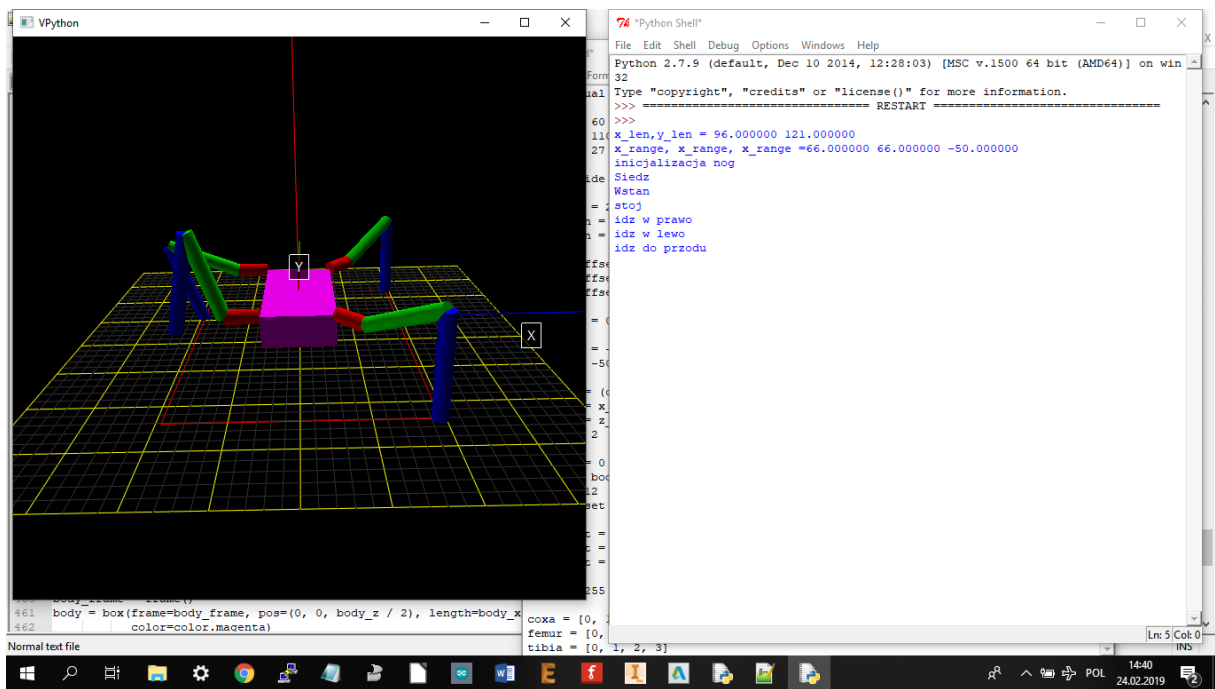 VPython
Y
X
*Python Shell*
File Edit Shell Debug Options Windows Help
Python 2.7.9 (default, Dec 10 2014, 12:28:03) [MSC v.1500 64 bit (AMD64)] on win
32
Type "copyright", "credits" or "license()" for more information.
>>> ================================ RESTART ================================
>>>
x_len,y_len = 96.000000 121.000000
x_range, x_range, x_range =66.000000 66.000000 -50.000000
inicjalizacja nog
Siedz
Wstan
stoj
idz w prawo
idz w lewo
idz do przodu
Ln: 5 Col: 0
461 body = box(frame=body_frame, pos=(0, 0, body_z / 2), length=body_x
462 color=color.magenta)
coxa = [0,
femur = [0,
tibia = [0, 1, 2, 3]
Normal text file
INS
POL
14:40
24.02.2019
2